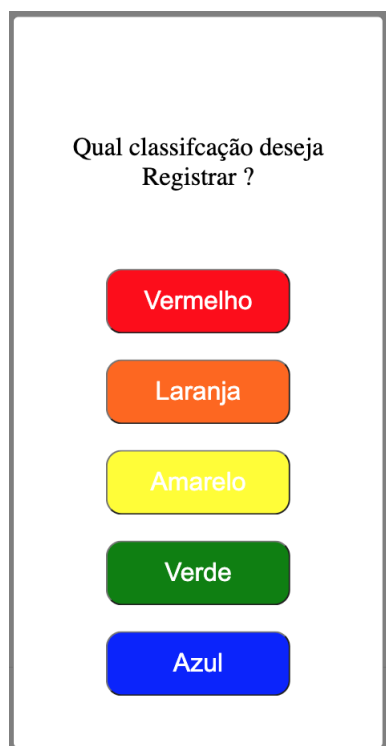 Qual classifcação deseja
Registrar ?
Vermelho
Laranja
Amarelo
Verde
Azul